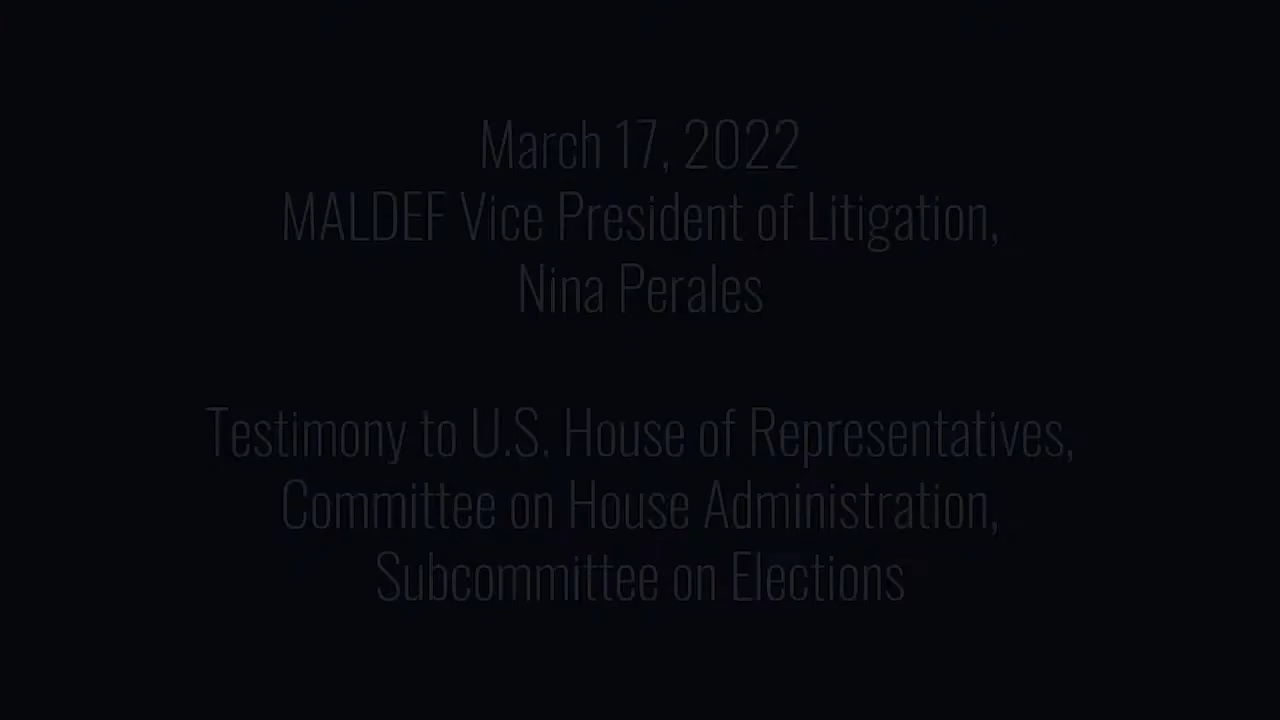 March 17, 2022
MALDEF Vice President of Litigation,
Nina Perales
Testimony to U.S. House of Representatives,
Committee on House Administration,
Subcommittee on Elections